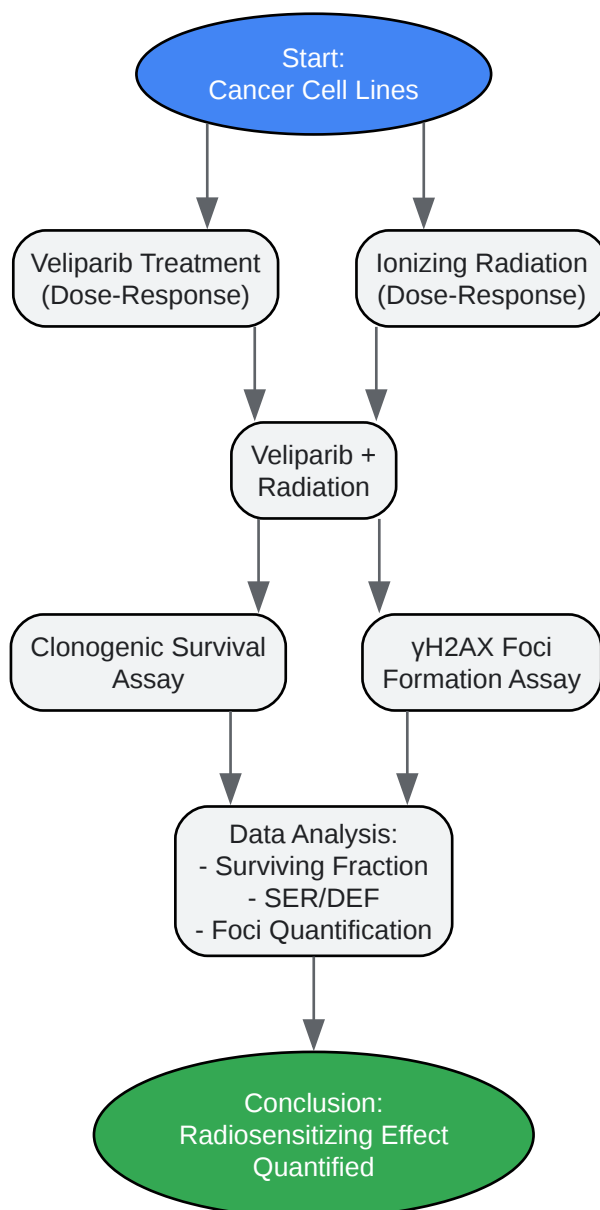 Start:
Cancer Cell Lines
Veliparib Treatment
(Dose-Response)
Ionizing Radiation
(Dose-Response)
Veliparib +
Radiation
Clonogenic Survival
Assay
γH2AX Foci
Formation Assay
Data Analysis:
- Surviving Fraction
- SER/DEF
- Foci Quantification
Conclusion:
Radiosensitizing Effect
Quantified